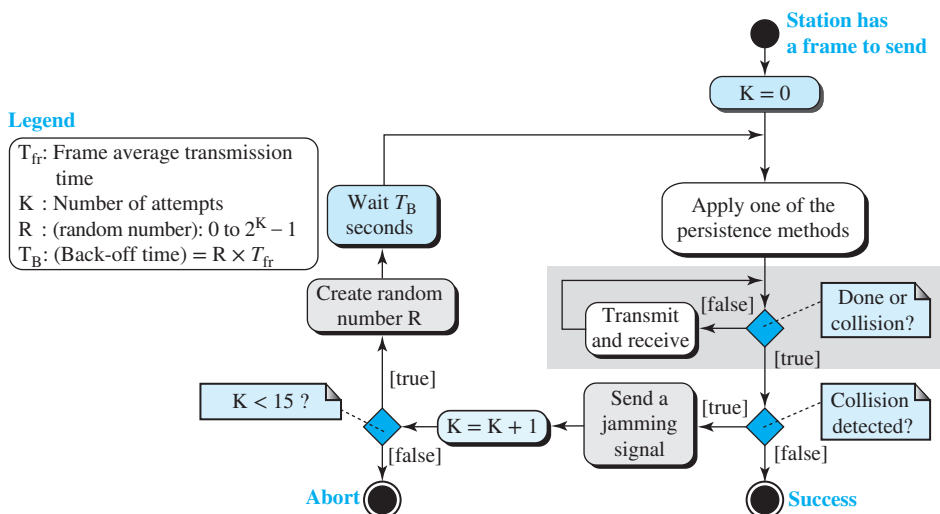 Station has
a frame to send
K = 0
Legend
T_fr: Frame average transmission
time
K : Number of attempts
R : (random number): 0 to 2^K – 1
T_B: (Back-off time) = R × T_fr
Wait T_B
seconds
Apply one of the
persistence methods
Create random
number R
[false]
Transmit
and receive
Done or
collision?
[true]
[true]
K < 15 ?
K = K + 1
Send a
jamming
signal
[true]
Collision
detected?
[false]
[false]
Abort
Success